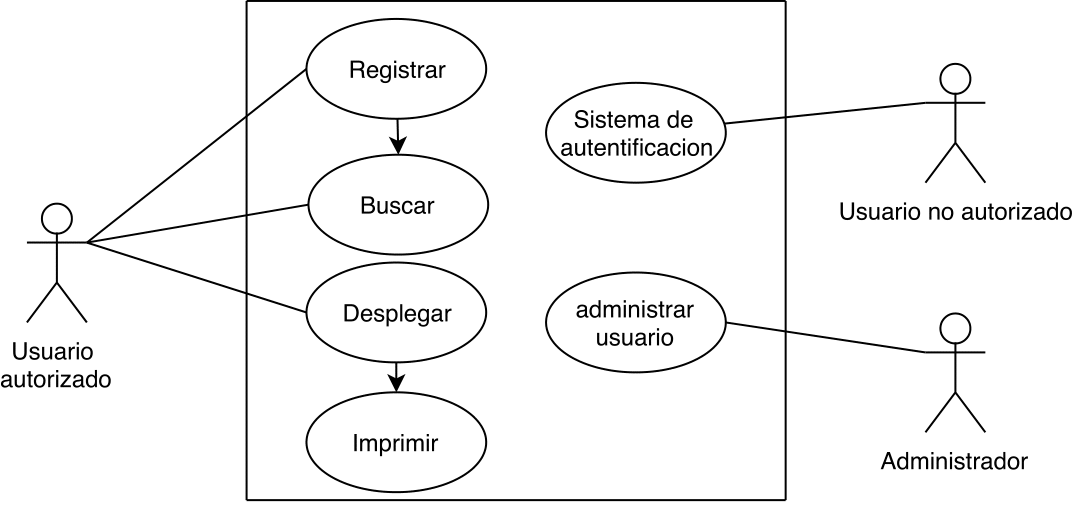 Registrar
Sistema de
autentificacion
Buscar
Usuario no autorizado
Desplegar
administrar
usuario
Usuario
autorizado
Imprimir
Administrador